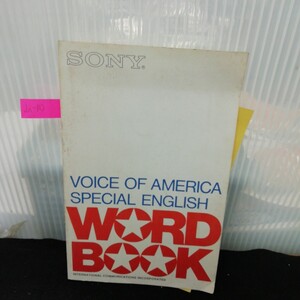 SONY®
VOICE OF AMERICA
SPECIAL ENGLISH
WORD
BOOK